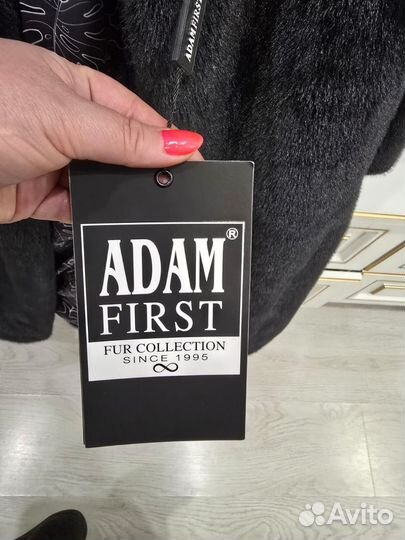 ADAM FIRST
ADAM®
FIRST
FUR COLLECTION
SINCE 1995
Avito